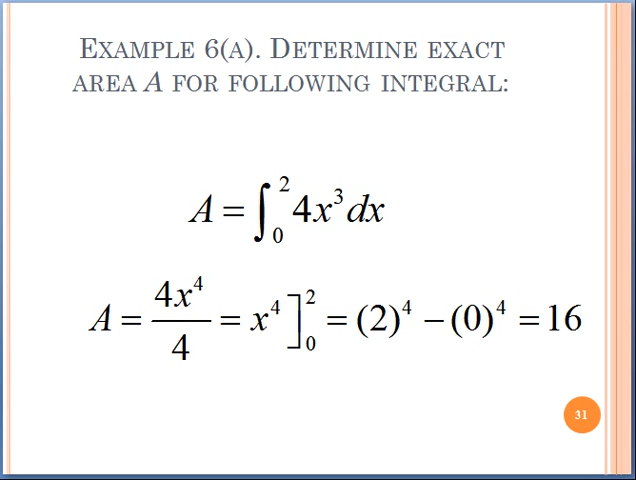 EXAMPLE 6(A). DETERMINE EXACT
AREA A FOR FOLLOWING INTEGRAL:
A = ∫₀² 4x³ dx
A = 4x⁴/4 = x⁴]₀² = (2)⁴ − (0)⁴ = 16
31